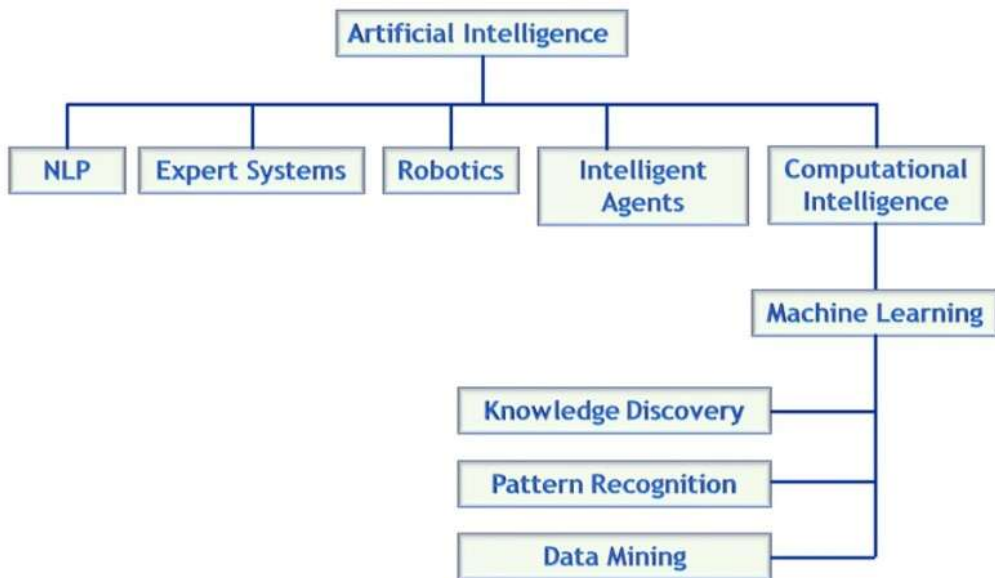 Artificial Intelligence
NLP
Expert Systems
Robotics
Intelligent
Agents
Computational
Intelligence
Machine Learning
Knowledge Discovery
Pattern Recognition
Data Mining